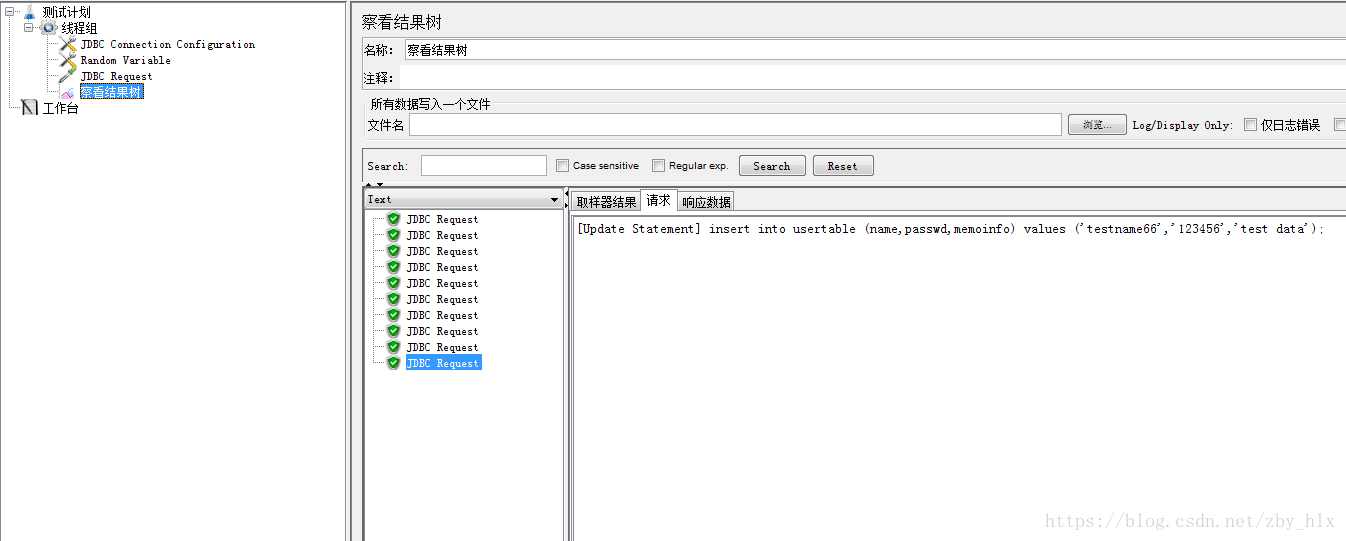 测试计划
线程组
JDBC Connection Configuration
Random Variable
JDBC Request
察看结果树
工作台
察看结果树
名称： 察看结果树
注释：
所有数据写入一个文件
文件名 浏览... Log/Display Only: 仅日志错误
Search: Case sensitive Regular exp. Search Reset
Text
JDBC Request
JDBC Request
JDBC Request
JDBC Request
JDBC Request
JDBC Request
JDBC Request
JDBC Request
JDBC Request
JDBC Request
取样器结果 请求 响应数据
[Update Statement] insert into usertable (name,passwd,memoinfo) values ('testname66','123456','test data');
https://blog.csdn.net/zby_hlx